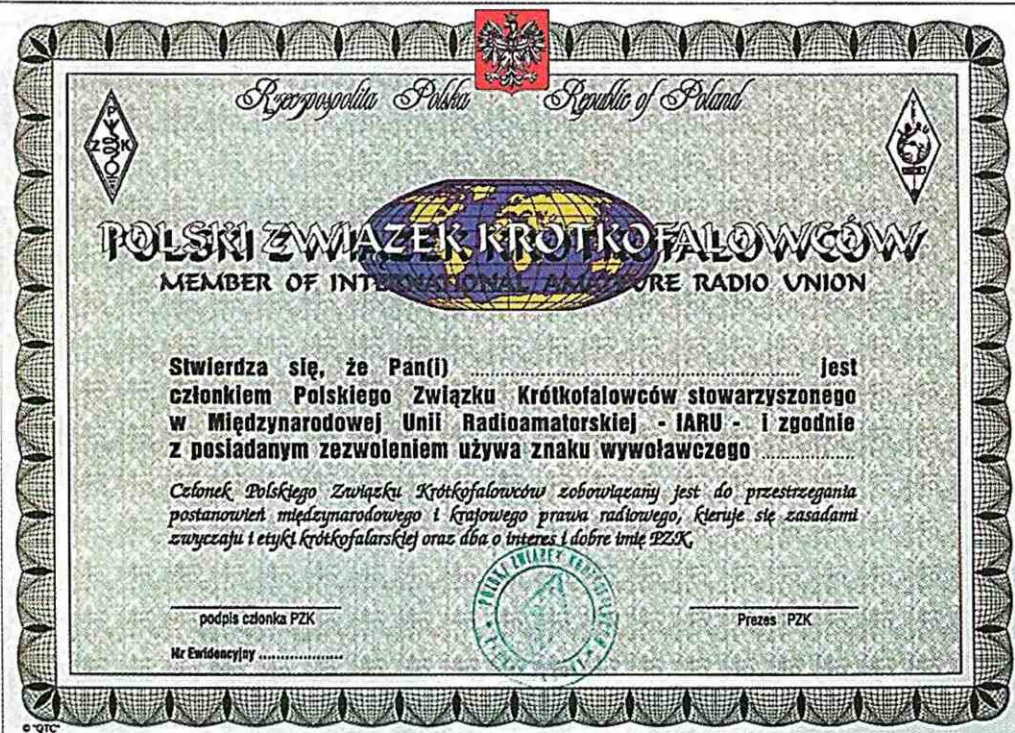 Rzeczpospolita Polska Republic of Poland
P
Z K
I A R U
POLSKI ZWIĄZEK KRÓTKOFALOWCÓW
MEMBER OF INTERNATIONAL AMATEURE RADIO UNION
Stwierdza się, że Pan(i) ........................................ jest
członkiem Polskiego Związku Krótkofalowców stowarzyszonego
w Międzynarodowej Unii Radioamatorskiej - IARU - i zgodnie
z posiadanym zezwoleniem używa znaku wywoławczego ................
Członek Polskiego Związku Krótkofalowców zobowiązany jest do przestrzegania
postanowień międzynarodowego i krajowego prawa radiowego, kieruje się zasadami
zwyczaju i etyki krótkofalarskiej oraz dba o interes i dobre imię PZK.
POLSKI ZWIĄZEK
podpis członka PZK
Prezes PZK
Nr Ewidencyjny ...................
© "QTC"